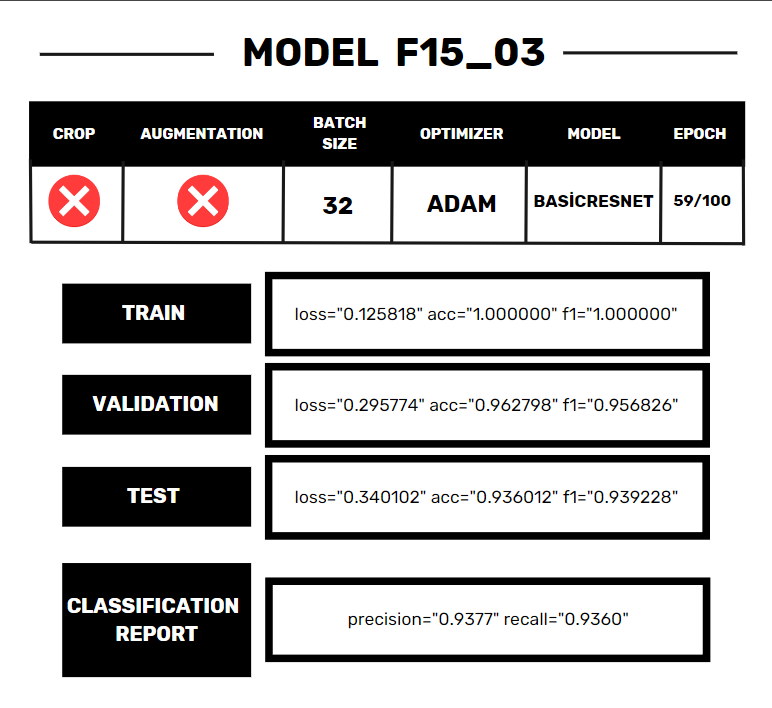 MODEL F15_03
CROP AUGMENTATION BATCH SIZE OPTIMIZER MODEL EPOCH
32 ADAM BASİCRESNET 59/100
TRAIN
loss="0.125818" acc="1.000000" f1="1.000000"
VALIDATION
loss="0.295774" acc="0.962798" f1="0.956826"
TEST
loss="0.340102" acc="0.936012" f1="0.939228"
CLASSIFICATION
REPORT
precision="0.9377" recall="0.9360"